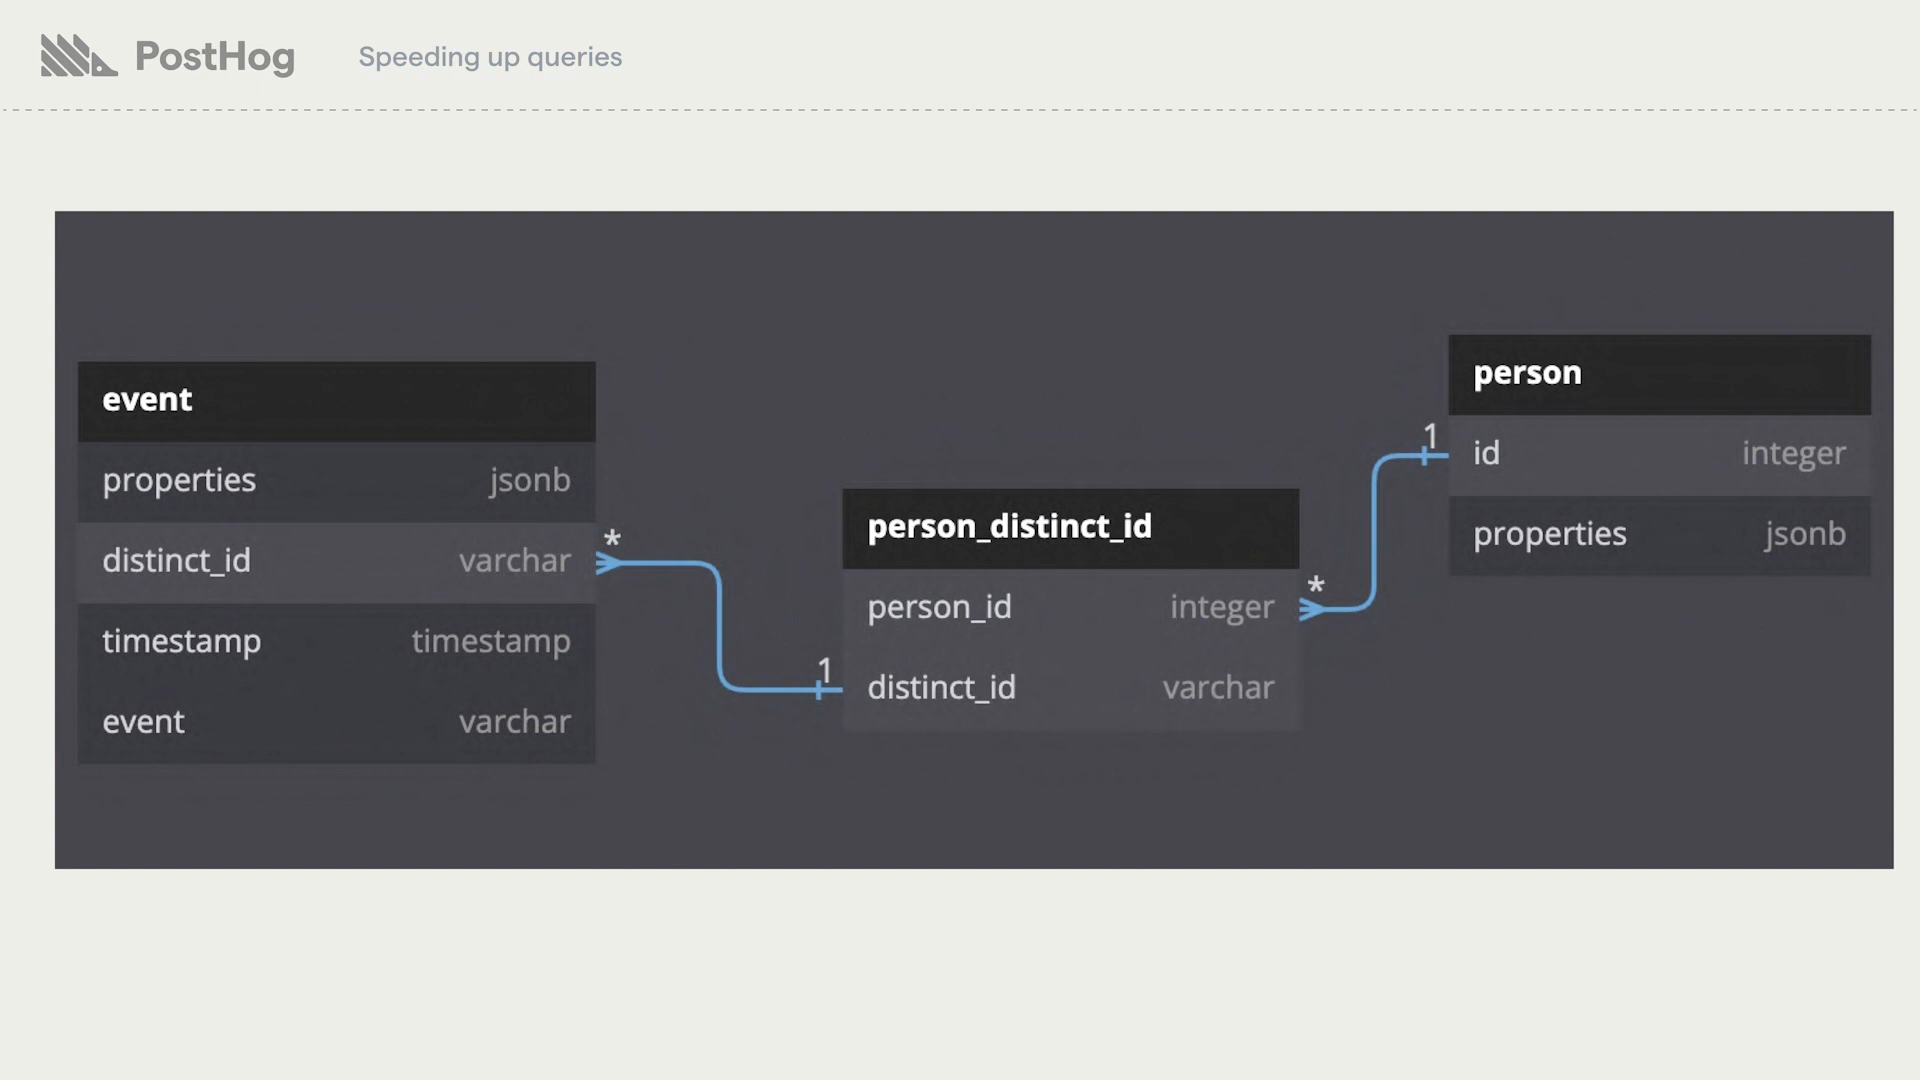 PostHog
Speeding up queries
event
properties jsonb
distinct_id varchar
timestamp timestamp
event varchar
*
1
person_distinct_id
person_id integer
distinct_id varchar
*
1
person
id integer
properties jsonb